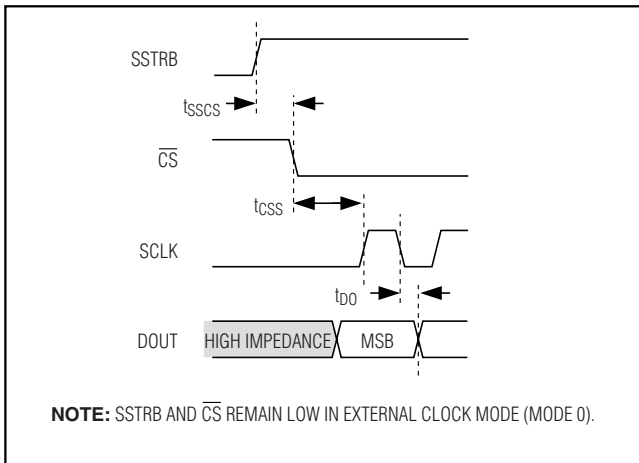 SSTRB
tSSCS
CS
tCSS
SCLK
tDO
DOUT HIGH IMPEDANCE MSB
NOTE: SSTRB AND CS REMAIN LOW IN EXTERNAL CLOCK MODE (MODE 0).